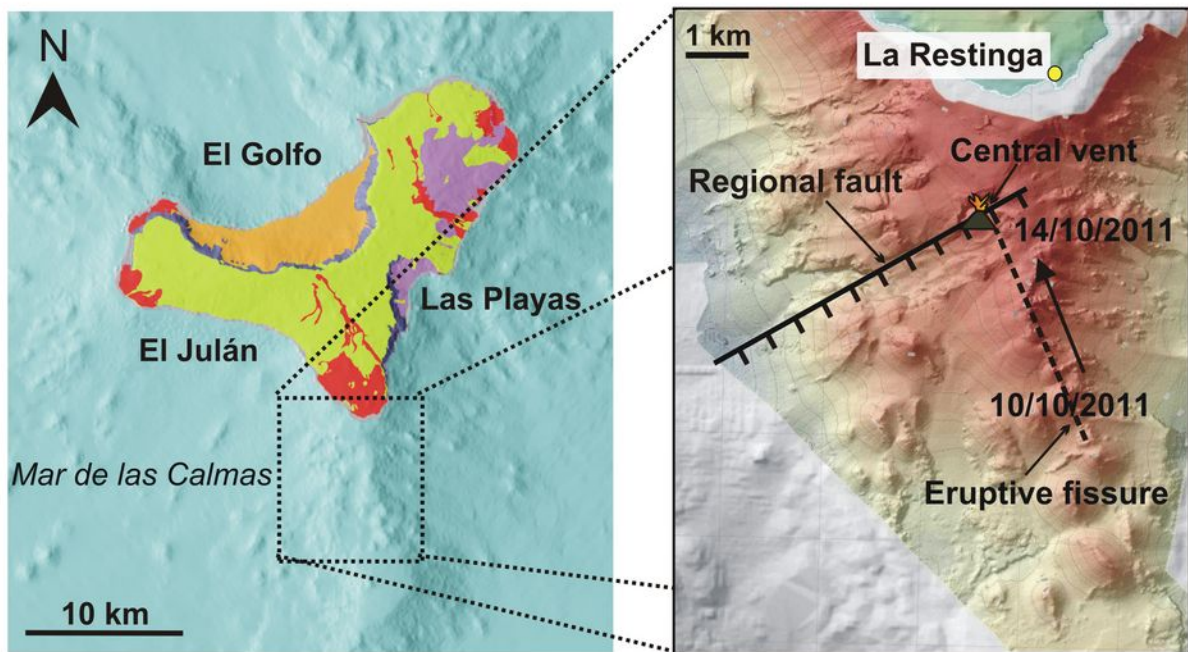 N
El Golfo
Las Playas
El Julán
Mar de las Calmas
10 km
1 km
La Restinga
Central vent
Regional fault
14/10/2011
10/10/2011
Eruptive fissure